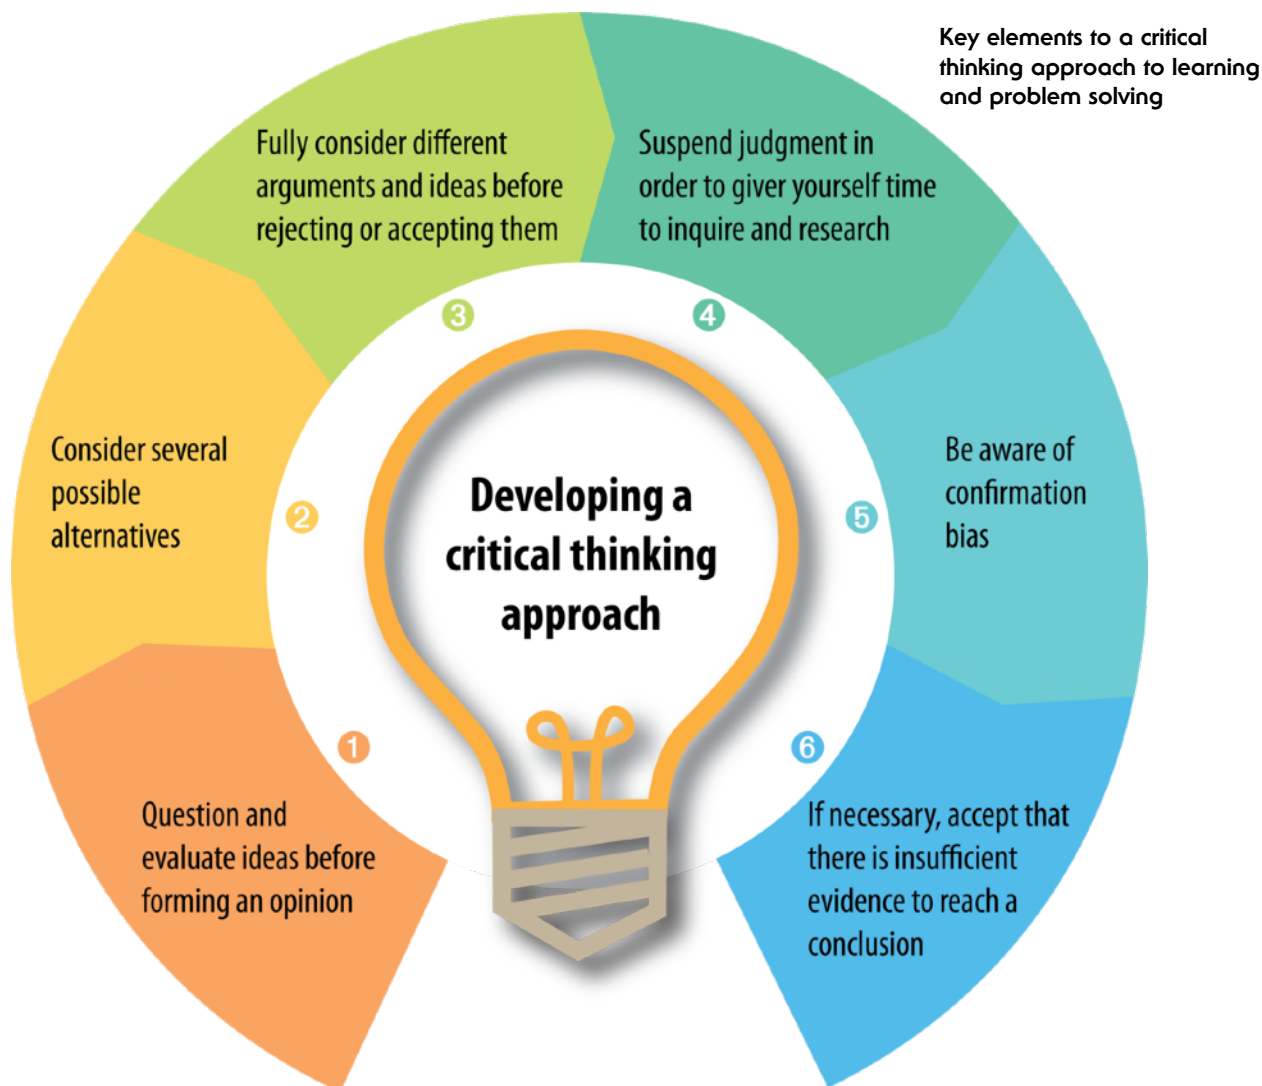 Key elements to a critical
thinking approach to learning
and problem solving
Developing a
critical thinking
approach
1
Question and
evaluate ideas before
forming an opinion
2
Consider several
possible
alternatives
3
Fully consider different
arguments and ideas before
rejecting or accepting them
4
Suspend judgment in
order to giver yourself time
to inquire and research
5
Be aware of
confirmation
bias
6
If necessary, accept that
there is insufficient
evidence to reach a
conclusion